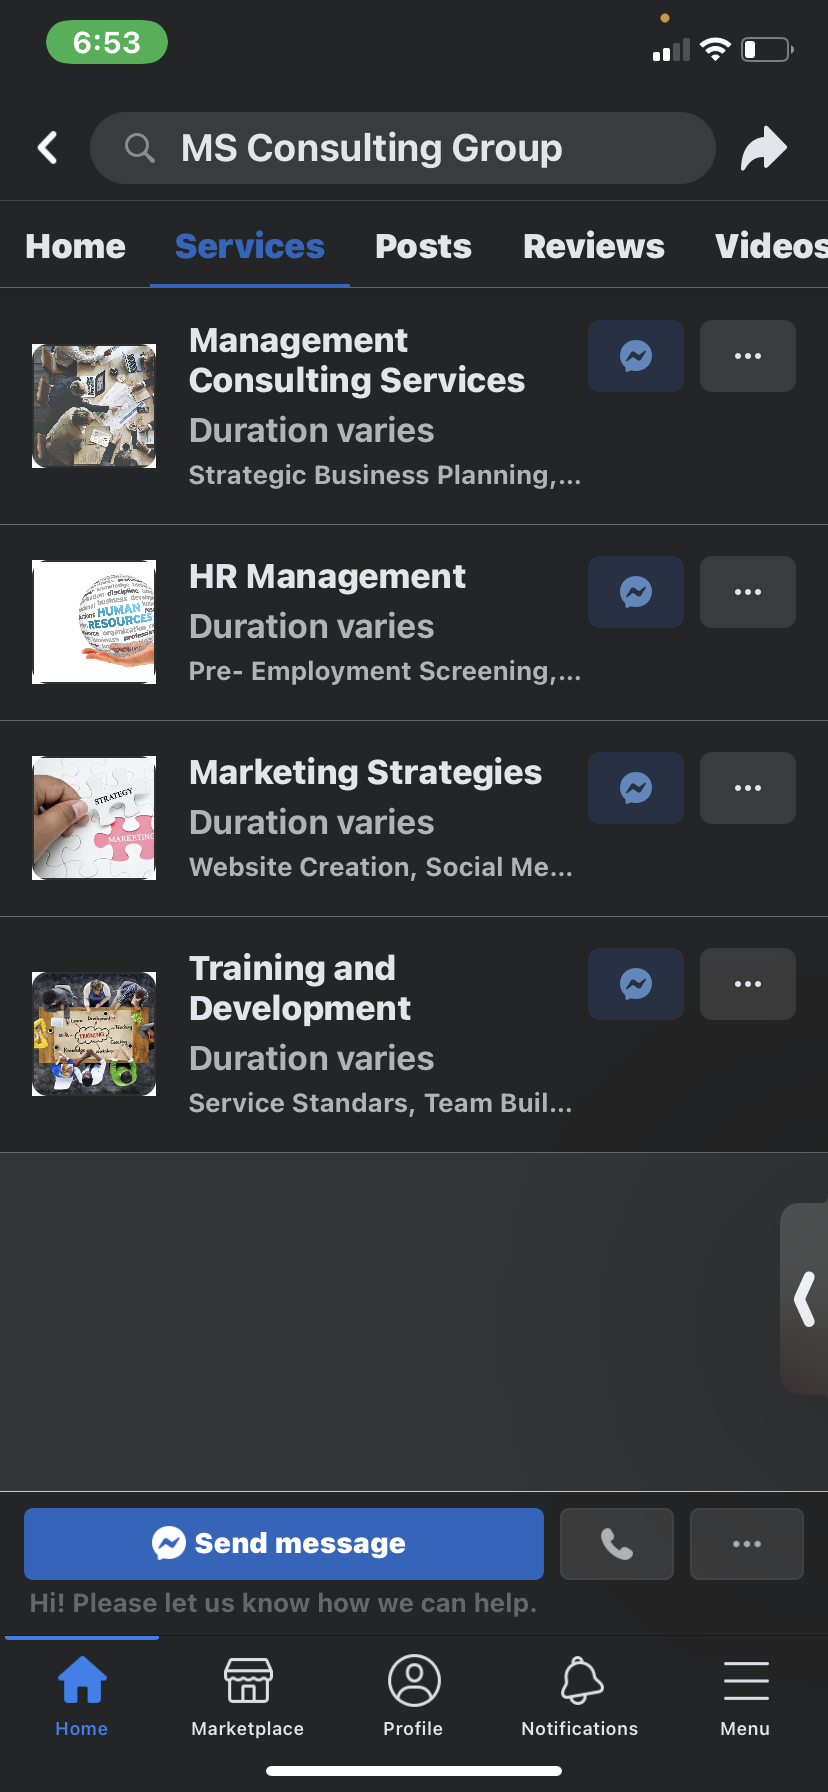 6:53
MS Consulting Group
Home Services Posts Reviews Videos
Management
Consulting Services
Duration varies
Strategic Business Planning,...
HR Management
Duration varies
Pre- Employment Screening,...
HUMAN
RESOURCES
Marketing Strategies
Duration varies
Website Creation, Social Me...
STRATEGY
MARKETING
Training and
Development
Duration varies
Service Standars, Team Buil...
TRAINING
Send message
Hi! Please let us know how we can help.
Home Marketplace Profile Notifications Menu